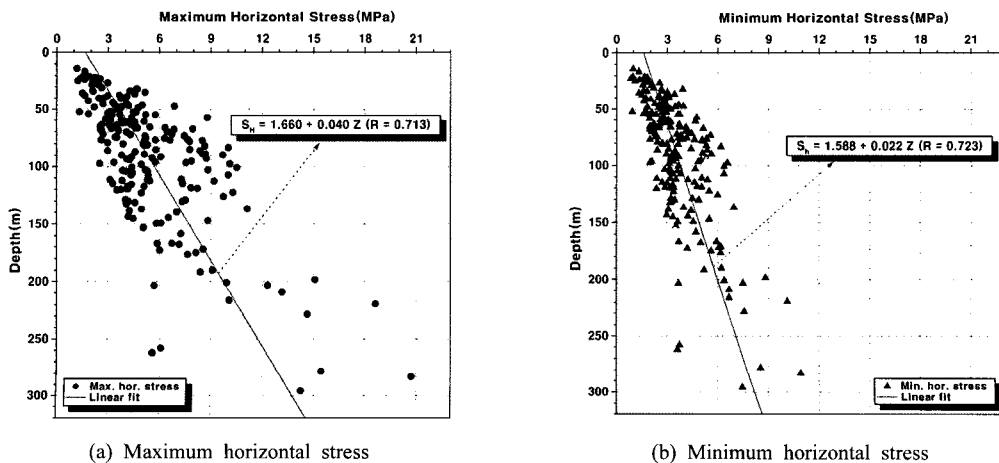 Maximum Horizontal Stress(MPa)
0 3 6 9 12 15 18 21
0
50
100
150
200
250
300
Depth(m)
S_H = 1.660 + 0.040 Z (R = 0.713)
Max. hor. stress
Linear fit
(a) Maximum horizontal stress
Minimum Horizontal Stress(MPa)
0 3 6 9 12 15 18 21
0
50
100
150
200
250
300
Depth(m)
S_h = 1.588 + 0.022 Z (R = 0.723)
Min. hor. stress
Linear fit
(b) Minimum horizontal stress